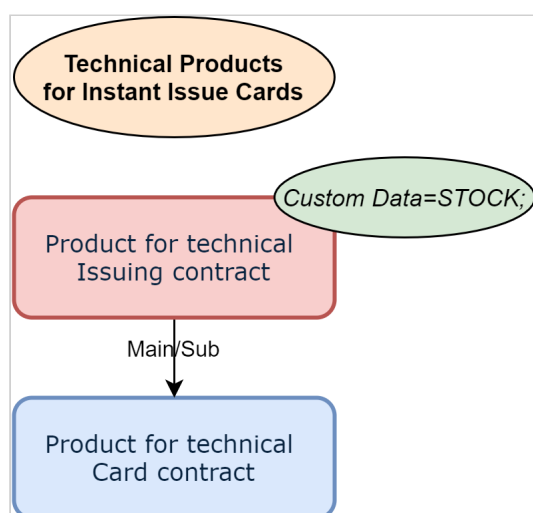 Technical Products
for Instant Issue Cards
Custom Data=STOCK;
Product for technical
Issuing contract
Main/Sub
Product for technical
Card contract